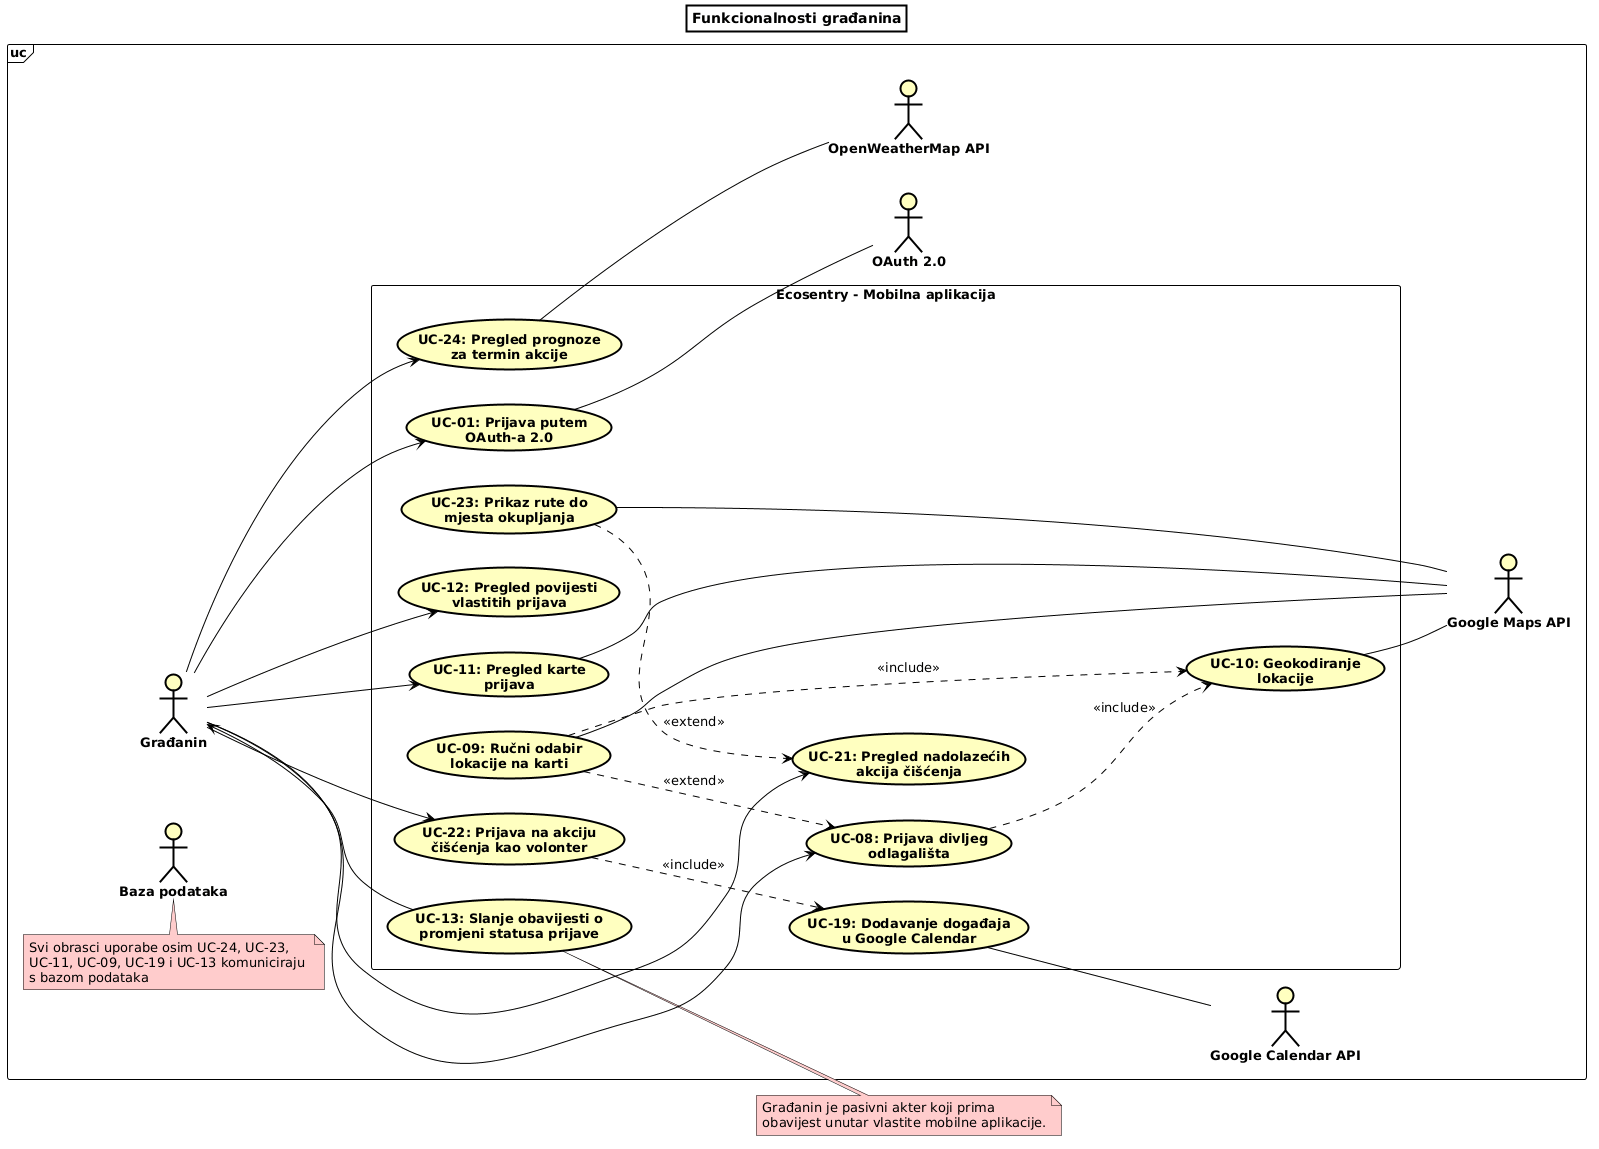 Funkcionalnosti građanina
uc
OpenWeatherMap API
OAuth 2.0
Ecosentry - Mobilna aplikacija
UC-24: Pregled prognoze
za termin akcije
UC-01: Prijava putem
OAuth-a 2.0
UC-23: Prikaz rute do
mjesta okupljanja
UC-12: Pregled povijesti
vlastitih prijava
UC-11: Pregled karte
prijava
«include»
UC-10: Geokodiranje
lokacije
Google Maps API
«include»
«extend»
Građanin
UC-09: Ručni odabir
lokacije na karti
UC-21: Pregled nadolazećih
akcija čišćenja
«extend»
UC-22: Prijava na akciju
čišćenja kao volonter
UC-08: Prijava divljeg
odlagališta
«include»
Baza podataka
UC-13: Slanje obavijesti o
promjeni statusa prijave
UC-19: Dodavanje događaja
u Google Calendar
Svi obrasci uporabe osim UC-24, UC-23,
UC-11, UC-09, UC-19 i UC-13 komuniciraju
s bazom podataka
Google Calendar API
Građanin je pasivni akter koji prima
obavijest unutar vlastite mobilne aplikacije.